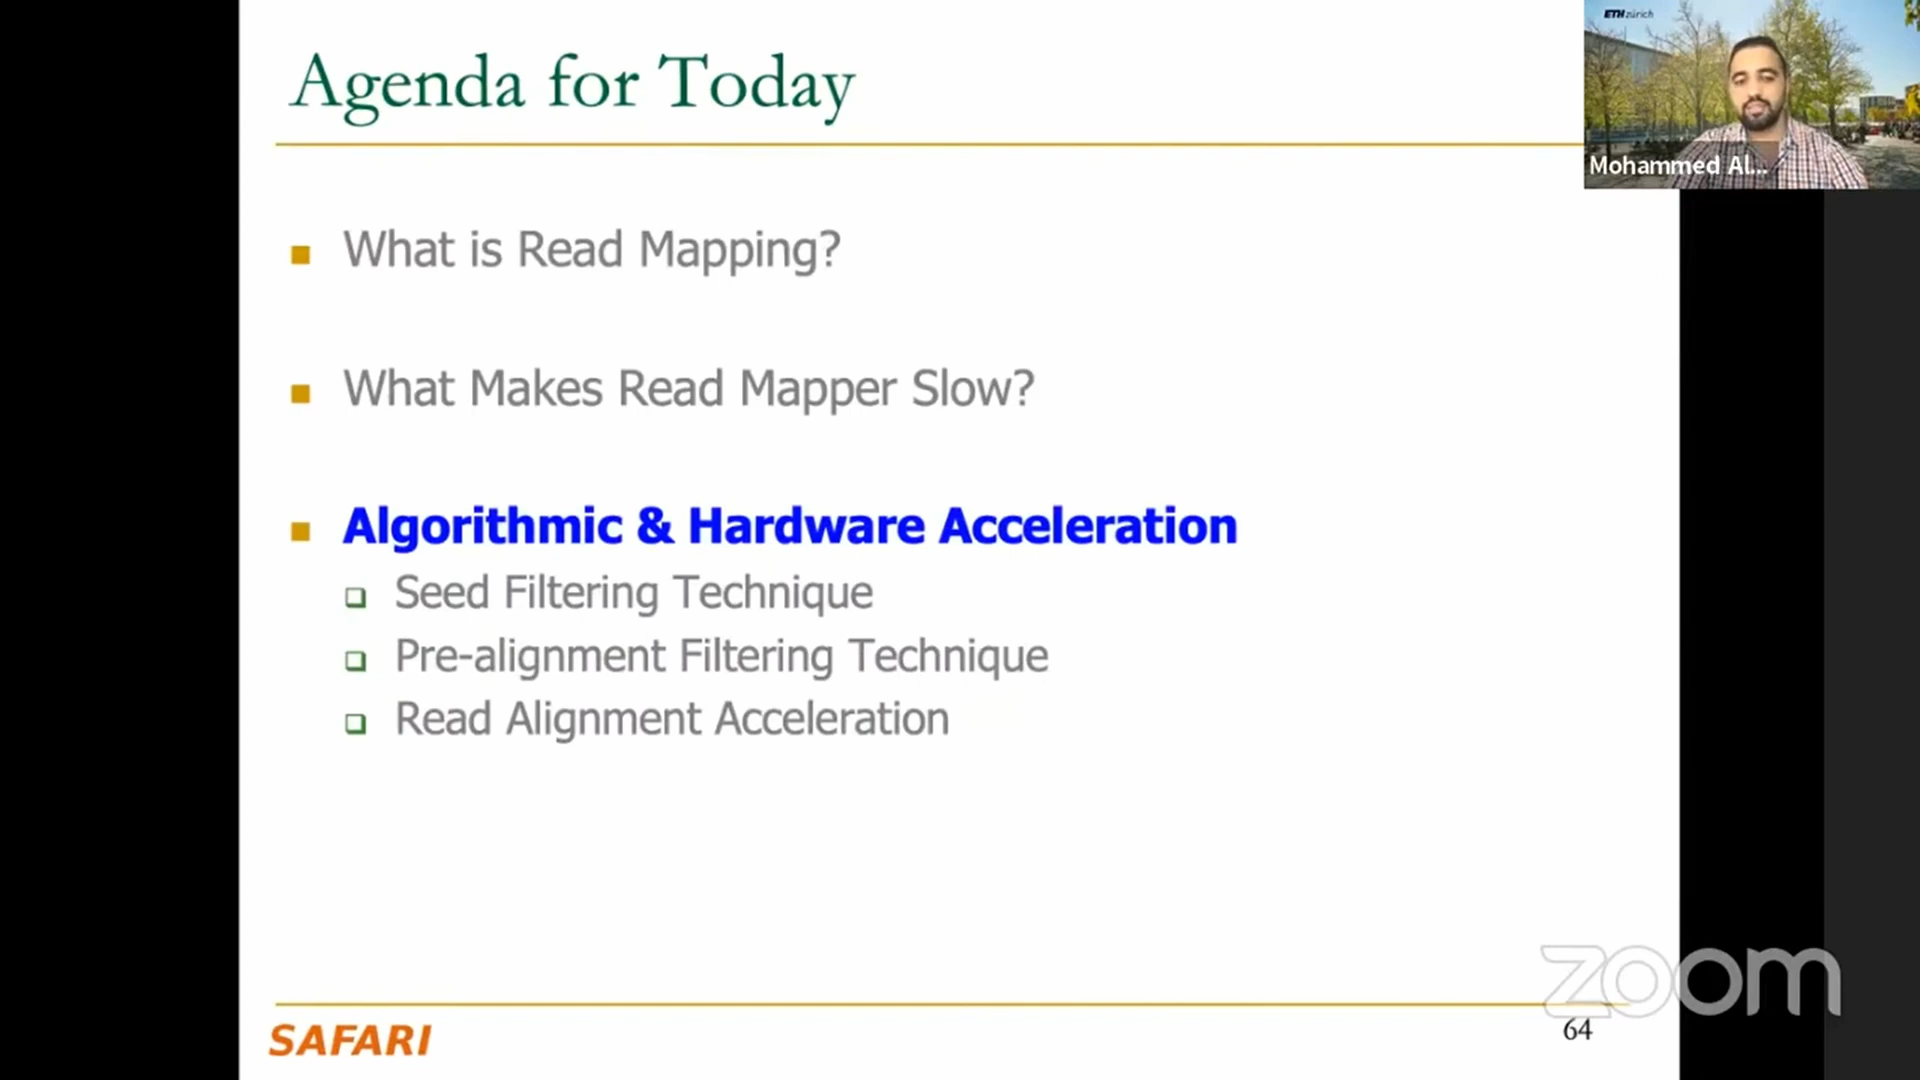 Agenda for Today
ETH zürich
Mohammed Al...
What is Read Mapping?
What Makes Read Mapper Slow?
Algorithmic & Hardware Acceleration
Seed Filtering Technique
Pre-alignment Filtering Technique
Read Alignment Acceleration
zoom
SAFARI
64